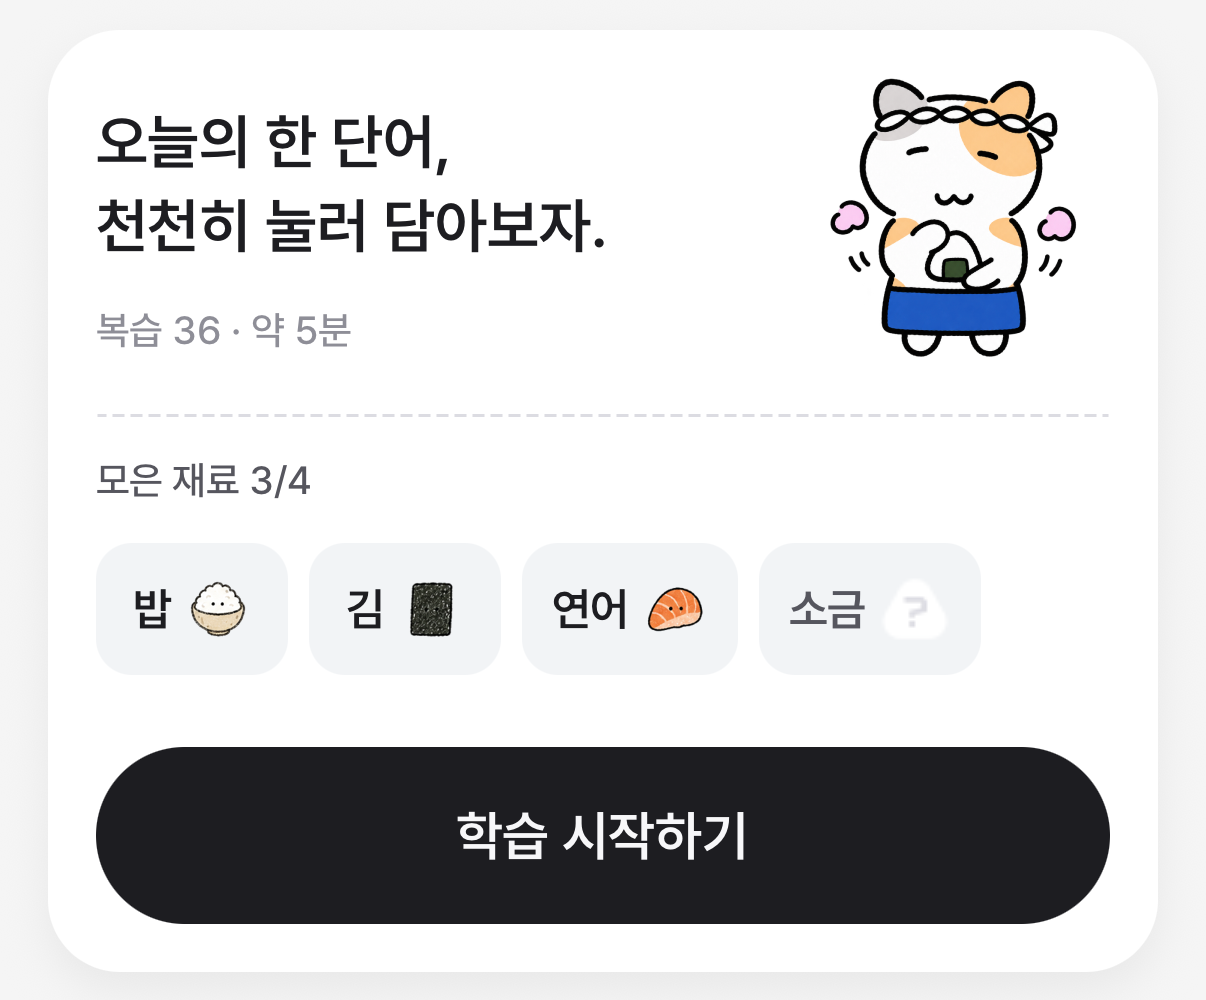 오늘의 한 단어,
천천히 눌러 담아보자.
복습 36 · 약 5분
모은 재료 3/4
밥
김
연어
소금 ?
학습 시작하기